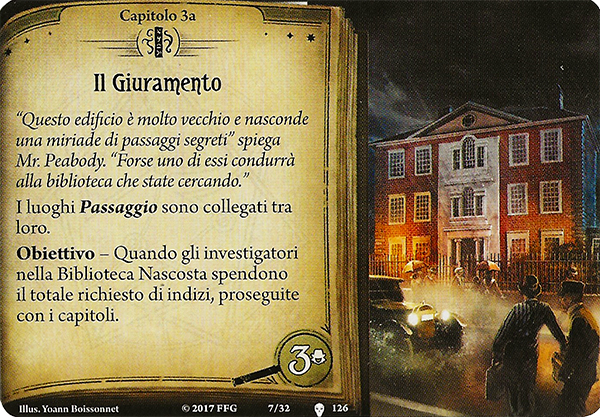 Capitolo 3a
Il Giuramento
“Questo edificio è molto vecchio e nasconde
una miriade di passaggi segreti” spiega
Mr. Peabody. “Forse uno di essi condurrà
alla biblioteca che state cercando.”
I luoghi Passaggio sono collegati tra
loro.
Obiettivo – Quando gli investigatori
nella Biblioteca Nascosta spendono
il totale richiesto di indizi, proseguite
con i capitoli.
3
Illus. Yoann Boissonnet © 2017 FFG 7/32 126